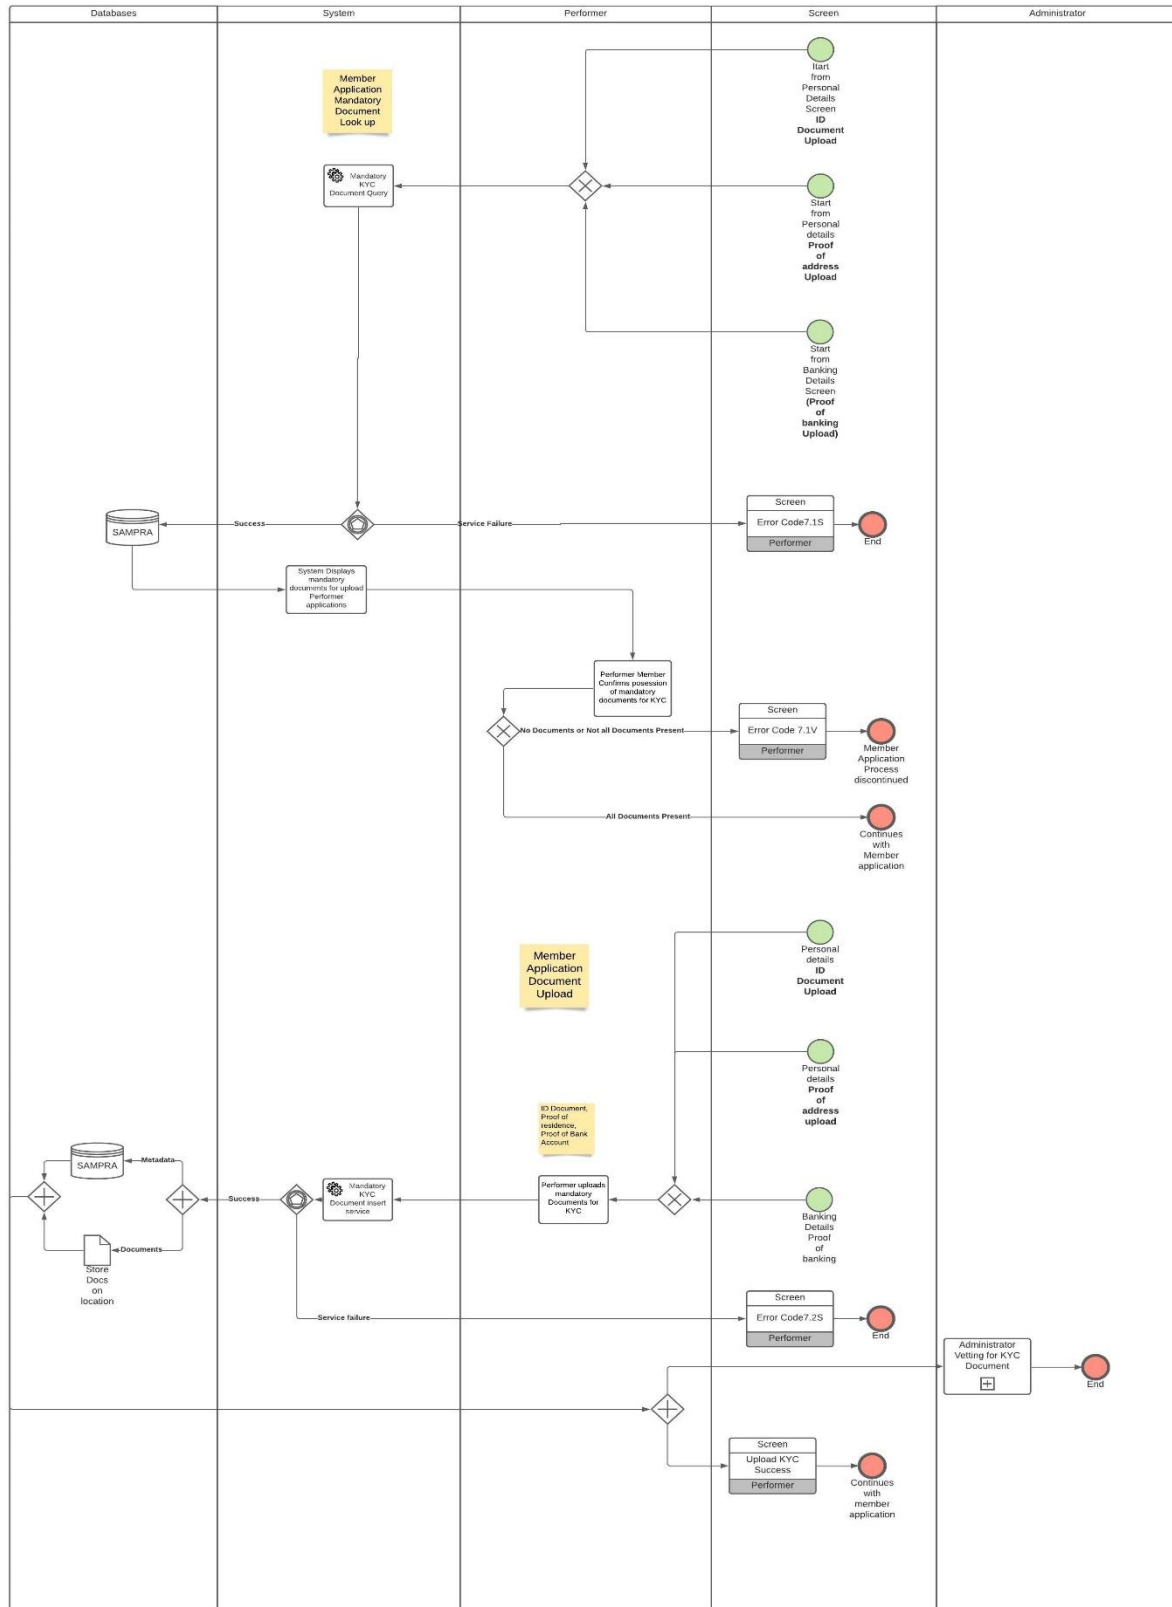 Databases
System
Performer
Screen
Administrator
Member
Application
Mandatory
Document
Look up
Itart
from
Personal
Details
Screen
ID
Document
Upload
Mandatory
KYC
Document Query
Start
from
Personal
details
Proof
of
address
Upload
Start
from
Banking
Details
Screen
(Proof
of
banking
Upload)
SAMPRA
Success
Service Failure
Screen
Error Code7.1S
Performer
End
System Displays
mandatory
documents for upload
Performer
applications
Performer Member
Confirms posession
of mandatory
documents for KYC
No Documents or Not all Documents Present
Screen
Error Code 7.1V
Performer
Member
Application
Process
discontinued
All Documents Present
Continues
with
Member
application
Member
Application
Document
Upload
Personal
details
ID
Document
Upload
Personal
details
Proof
of
address
upload
ID Document,
Proof of
residence,
Proof of Bank
Account
SAMPRA
Metadata
Success
Mandatory
KYC
Document insert
service
Performer uploads
mandatory
Documents for
KYC
Banking
Details
Proof
of
banking
Documents
Store
Docs
on
location
Service failure
Screen
Error Code7.2S
Performer
End
Administrator
Vetting for KYC
Document
End
Screen
Upload KYC
Success
Performer
Continues
with
member
application